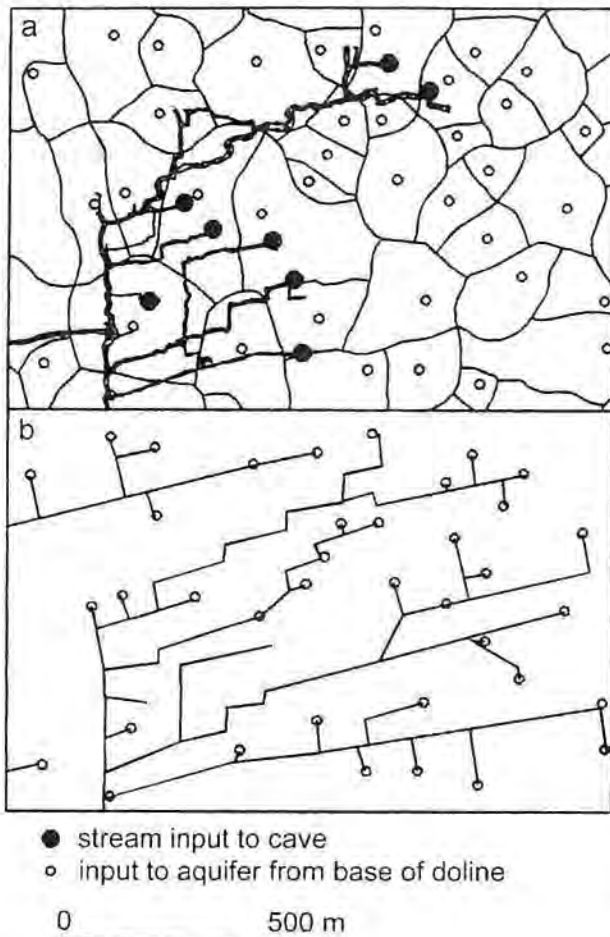 a
b
stream input to cave
input to aquifer from base of doline
0 500 m